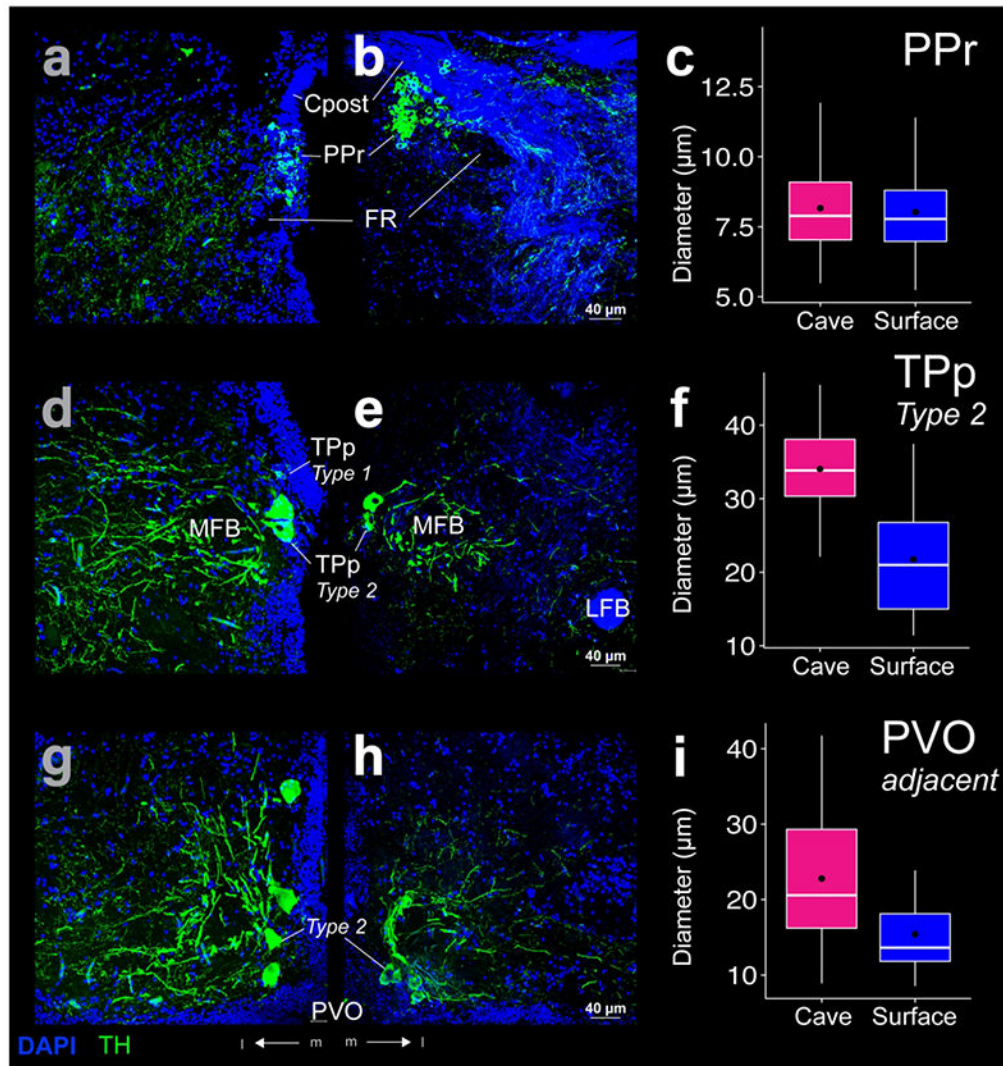 a
b
Cpost
PPr
FR
40 µm
c
PPr
Diameter (µm)
12.5
10.0
7.5
5.0
Cave
Surface
d
e
TPp
Type 1
MFB
TPp
Type 2
MFB
LFB
40 µm
f
TPp
Type 2
Diameter (µm)
40
30
20
10
Cave
Surface
g
h
Type 2
PVO
40 µm
i
PVO
adjacent
Diameter (µm)
40
30
20
10
Cave
Surface
DAPI TH
l m m l